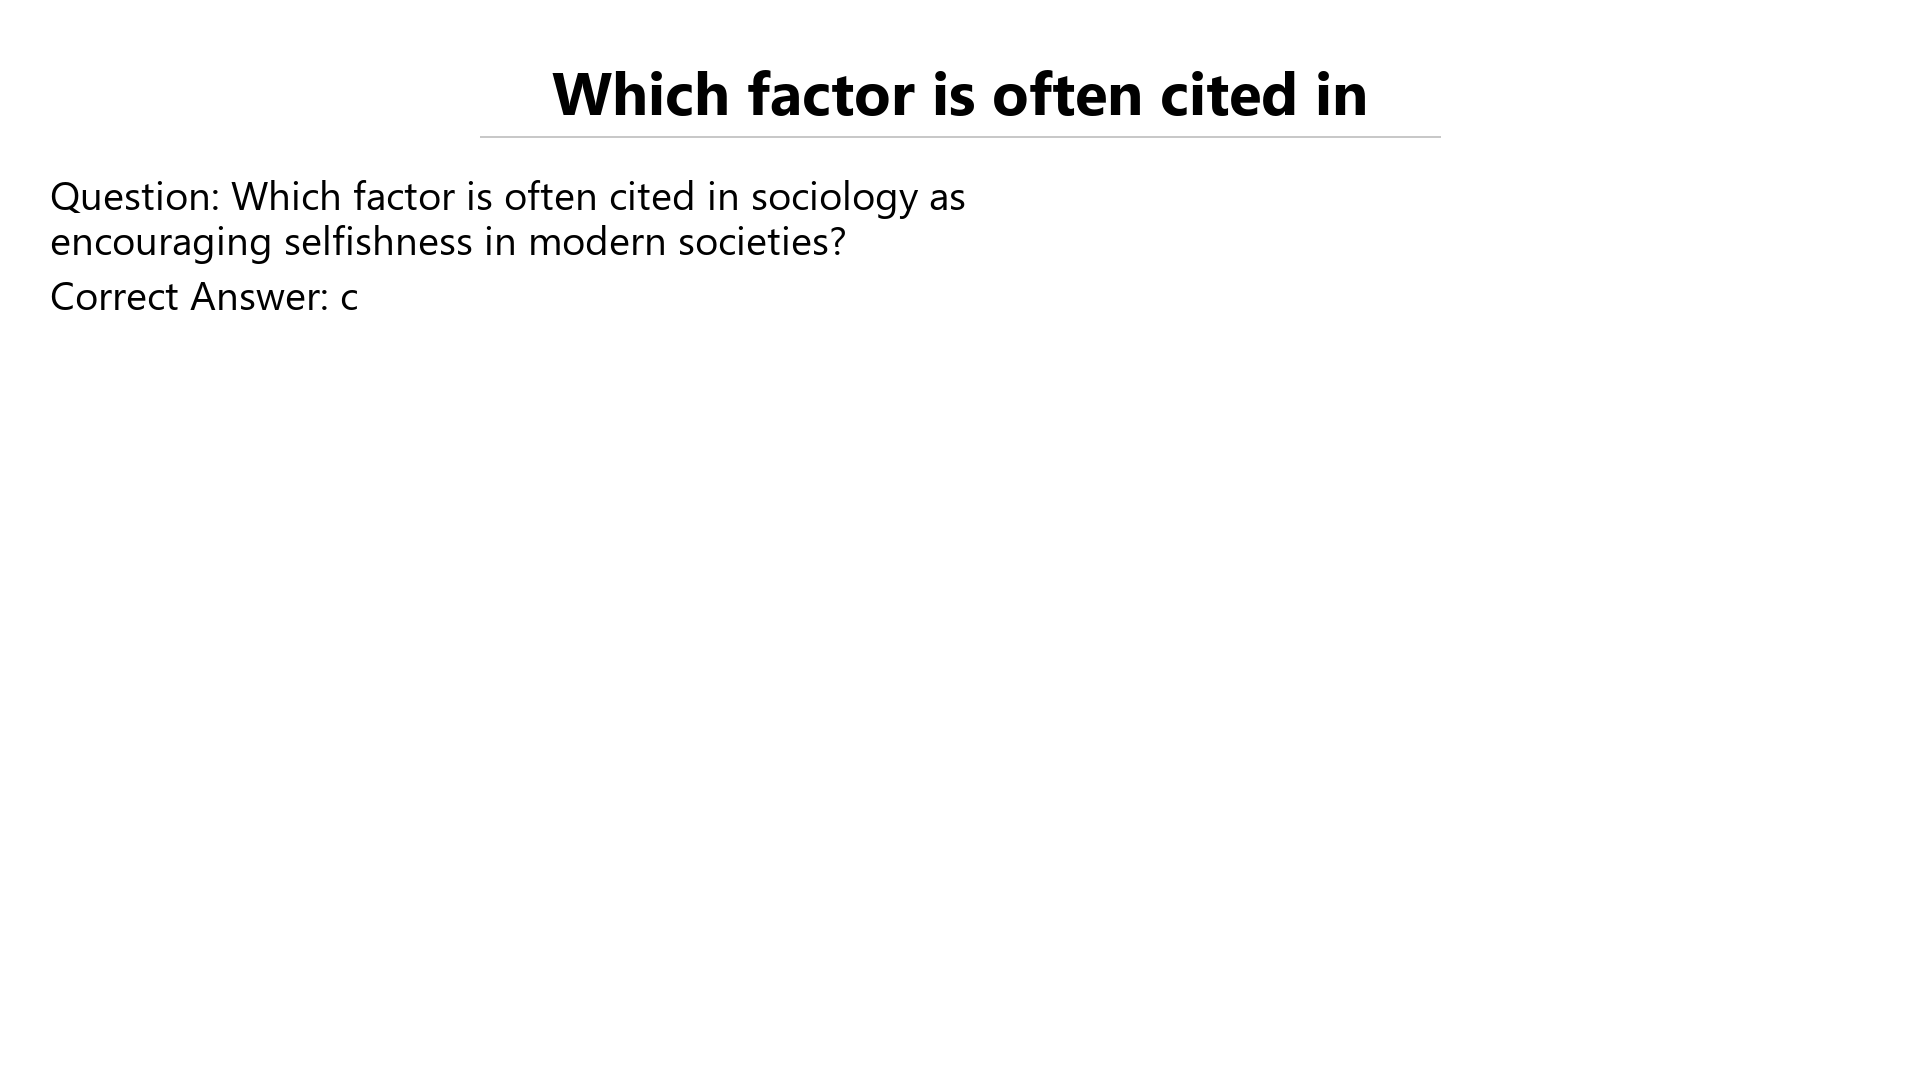 Which factor is often cited in
Question: Which factor is often cited in sociology as
encouraging selfishness in modern societies?
Correct Answer: c